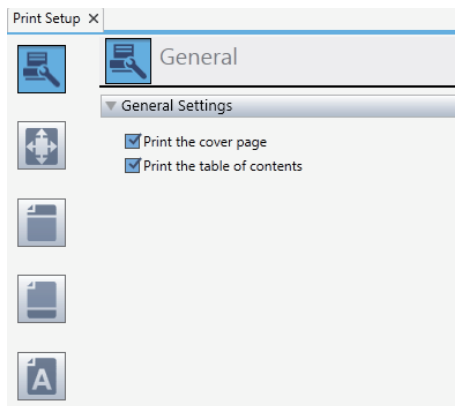 Print Setup ×
General
General Settings
Print the cover page
Print the table of contents
A